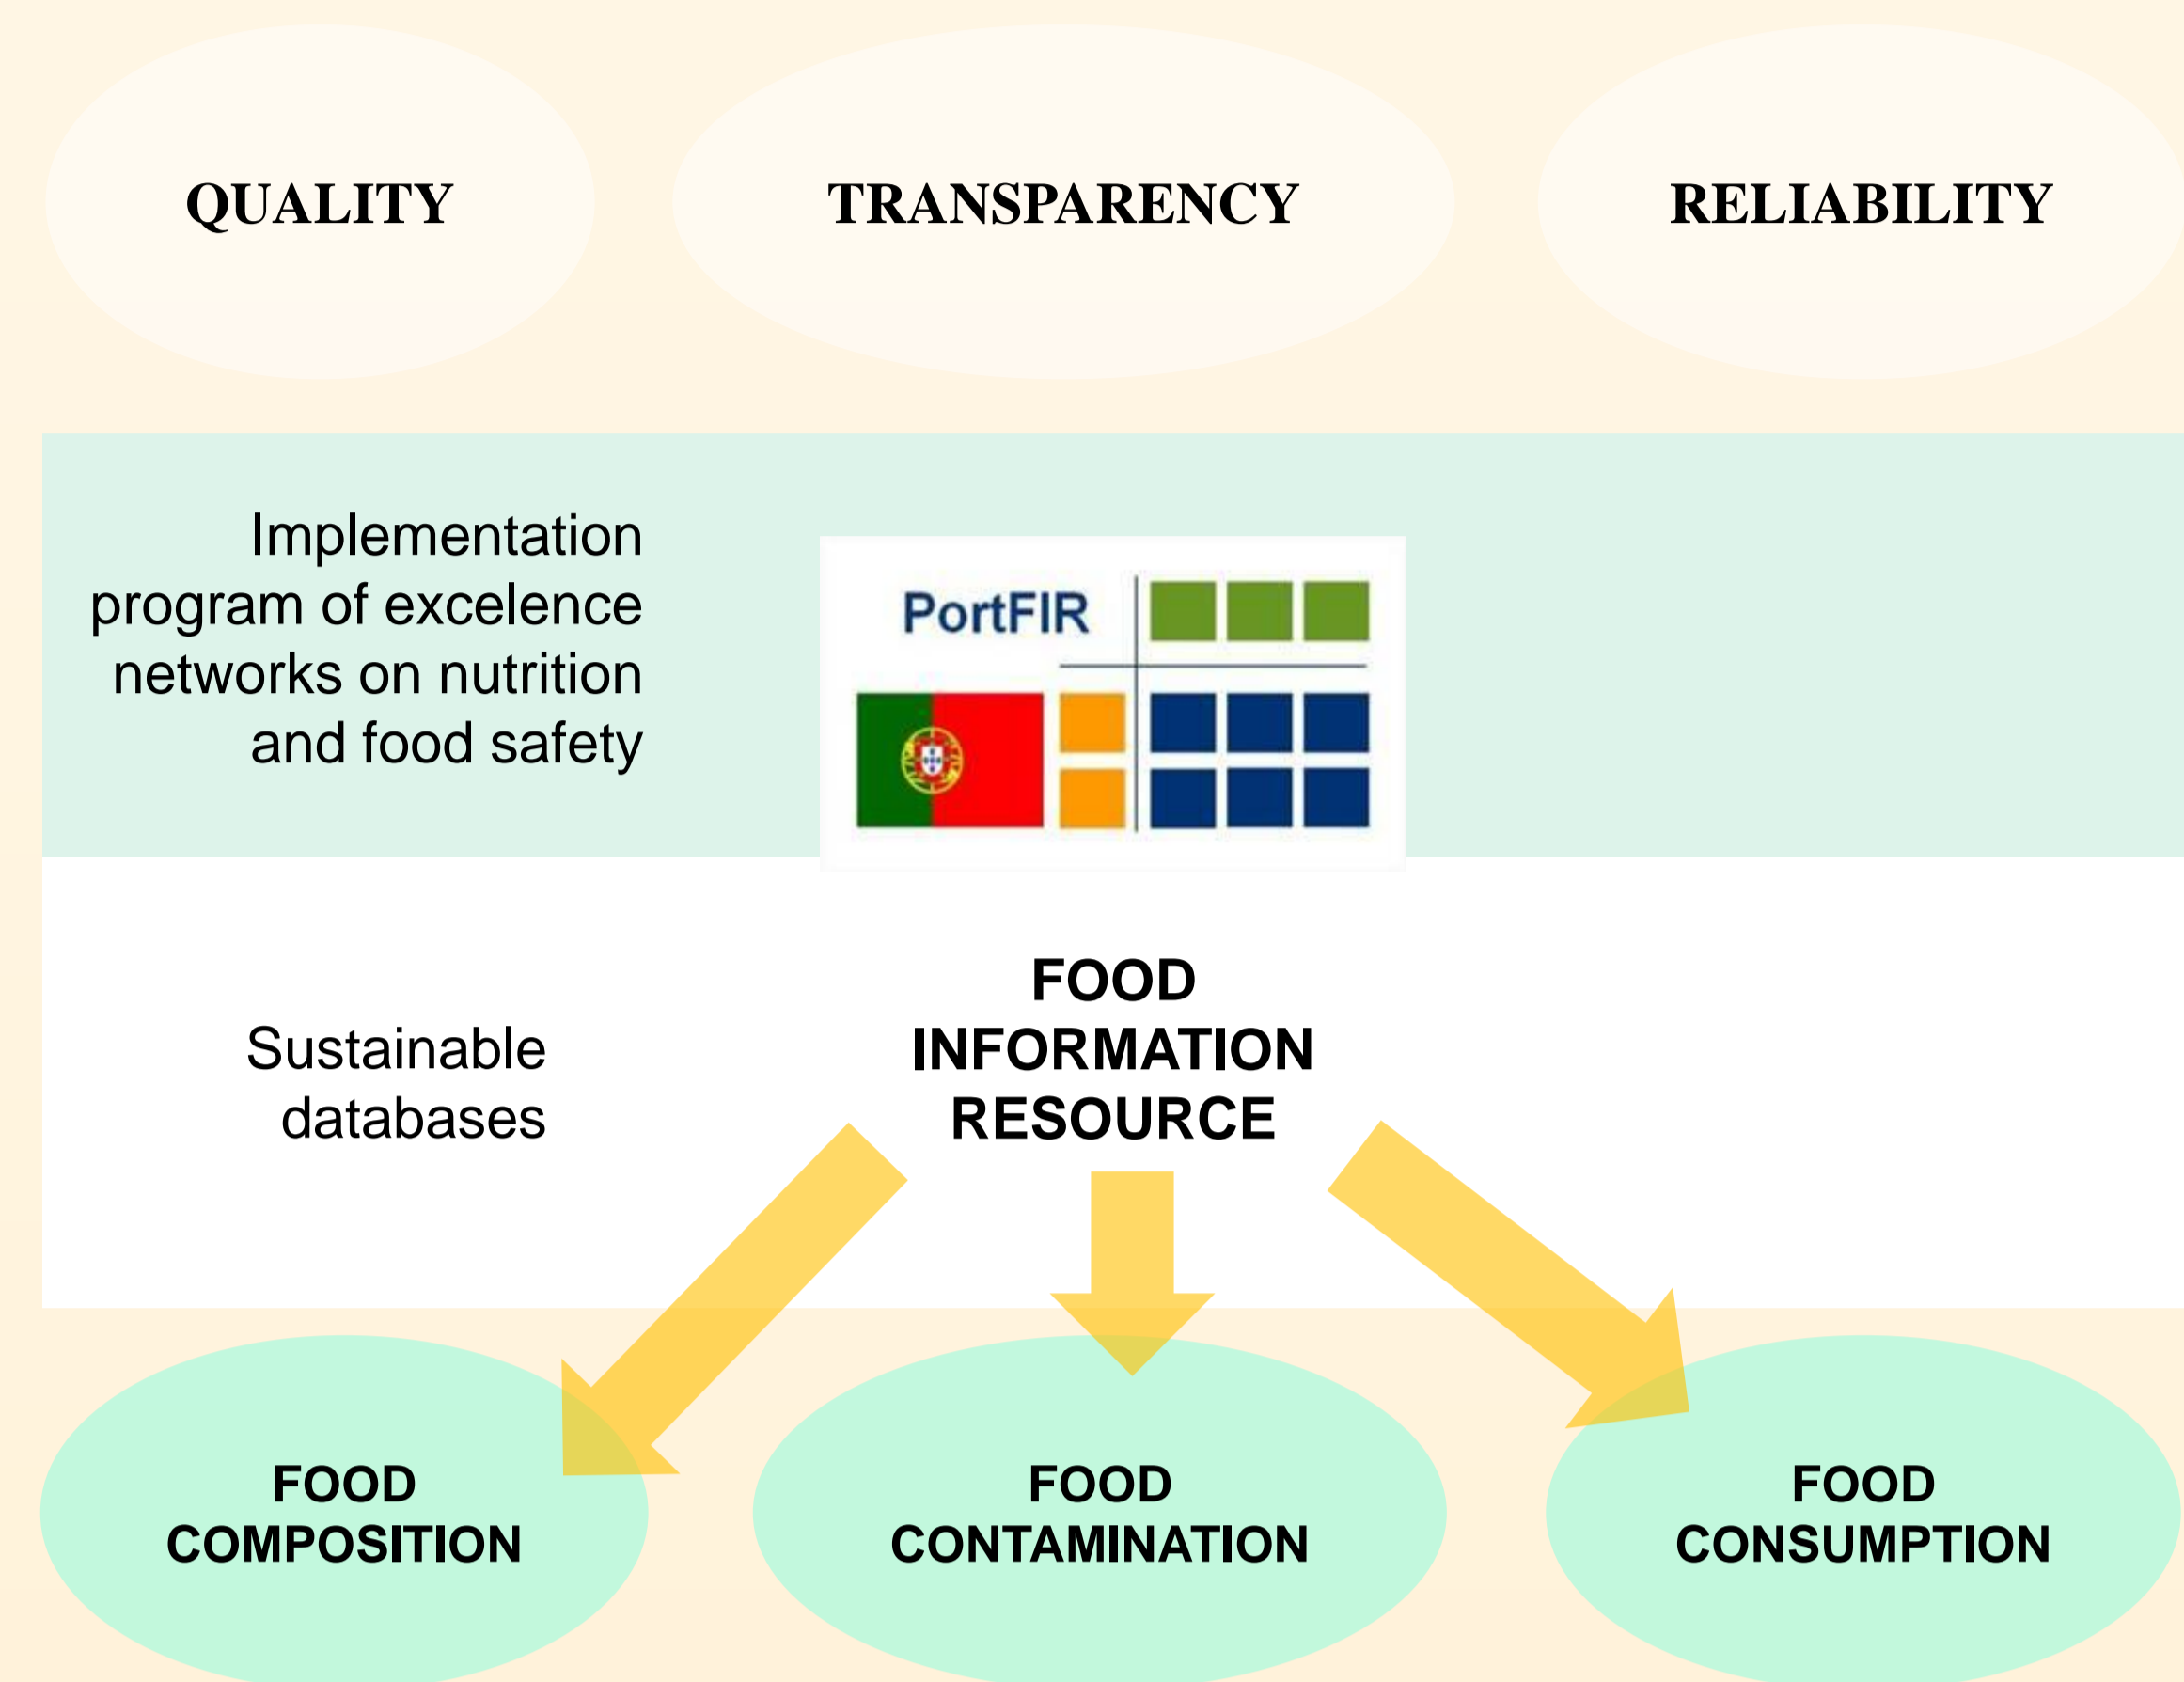 QUALITY
TRANSPARENCY
RELIABILITY
Implementation
program of excelence
networks on nutrition
and food safety
PortFIR
Sustainable
databases
FOOD
INFORMATION
RESOURCE
FOOD
COMPOSITION
FOOD
CONTAMINATION
FOOD
CONSUMPTION